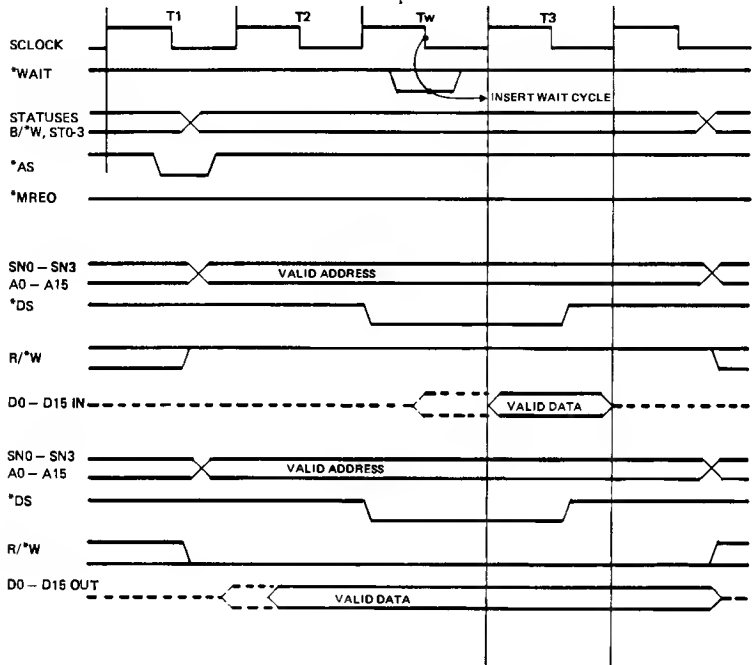 T1 T2 Tw T3
SCLOCK
*WAIT
INSERT WAIT CYCLE
STATUSES
B/*W, ST0-3
*AS
*MREO
SN0 – SN3
A0 – A15
VALID ADDRESS
*DS
R/*W
D0 – D15 IN
VALID DATA
SN0 – SN3
A0 – A15
VALID ADDRESS
*DS
R/*W
D0 – D15 OUT
VALID DATA